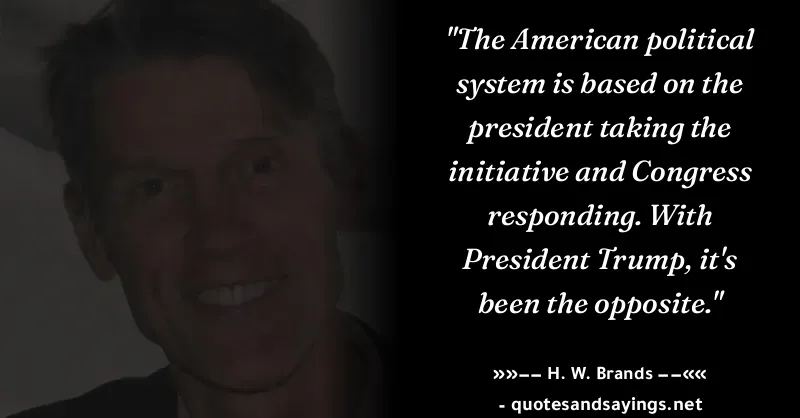 "The American political
system is based on the
president taking the
initiative and Congress
responding. With
President Trump, it's
been the opposite."
»»−− H. W. Brands −−««
- quotesandsayings.net